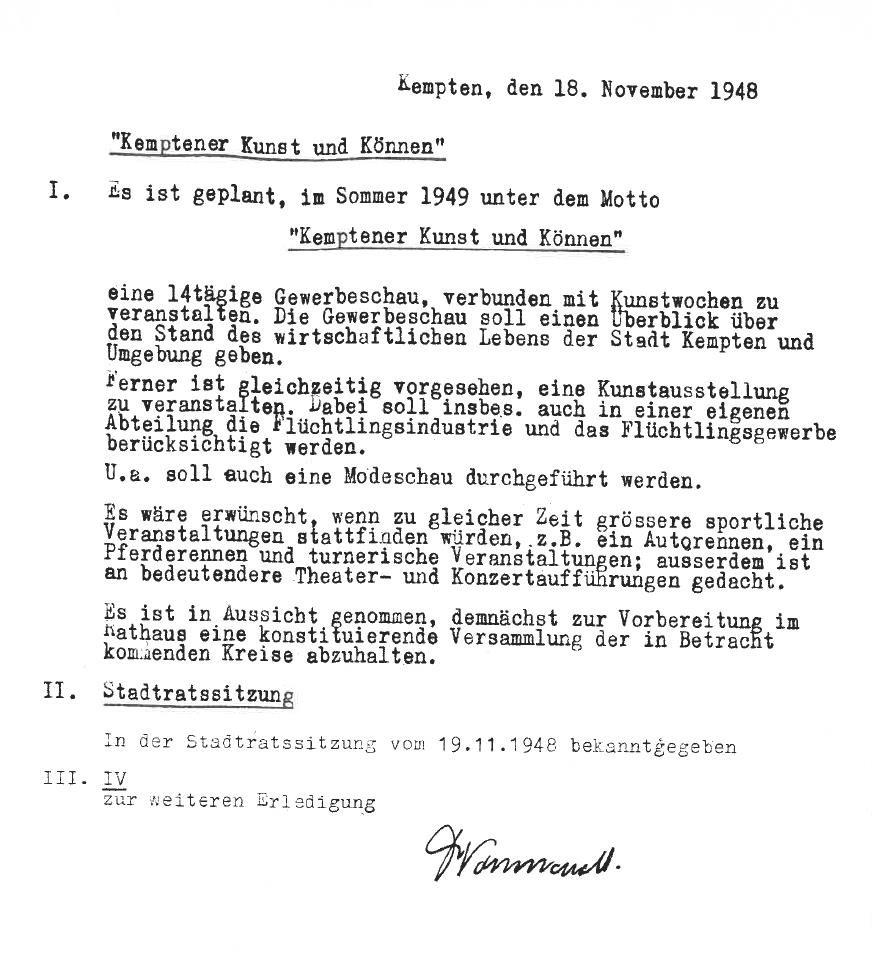 Kempten, den 18. November 1948
"Kemptener Kunst und Können"
I. Es ist geplant, im Sommer 1949 unter dem Motto
"Kemptener Kunst und Können"
eine 14tägige Gewerbeschau, verbunden mit Kunstwochen zu
veranstalten. Die Gewerbeschau soll einen Überblick über
den Stand des wirtschaftlichen Lebens der Stadt Kempten und
Umgebung geben.
Ferner ist gleichzeitig vorgesehen, eine Kunstausstellung
zu veranstalten. Dabei soll insbes. auch in einer eigenen
Abteilung die Flüchtlingsindustrie und das Flüchtlingsgewerbe
berücksichtigt werden.
U.a. soll auch eine Modeschau durchgeführt werden.
Es wäre erwünscht, wenn zu gleicher Zeit grössere sportliche
Veranstaltungen stattfinden würden, z.B. ein Autorennen, ein
Pferderennen und turnerische Veranstaltungen; ausserdem ist
an bedeutendere Theater- und Konzertaufführungen gedacht.
Es ist in Aussicht genommen, demnächst zur Vorbereitung im
Rathaus eine konstituierende Versammlung der in Betracht
kommenden Kreise abzuhalten.
II. Stadtratssitzung
In der Stadtratssitzung vom 19.11.1948 bekanntgegeben
III. IV
zur weiteren Erledigung